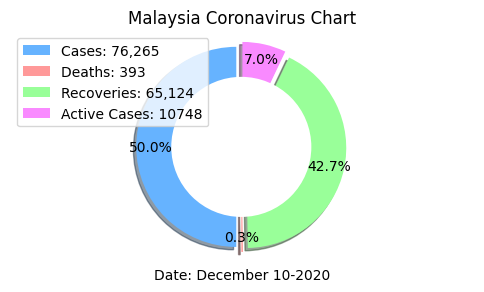 Malaysia Coronavirus Chart
Cases: 76,265
Deaths: 393
Recoveries: 65,124
Active Cases: 10748
7.0%
50.0%
42.7%
0.3%
Date: December 10-2020